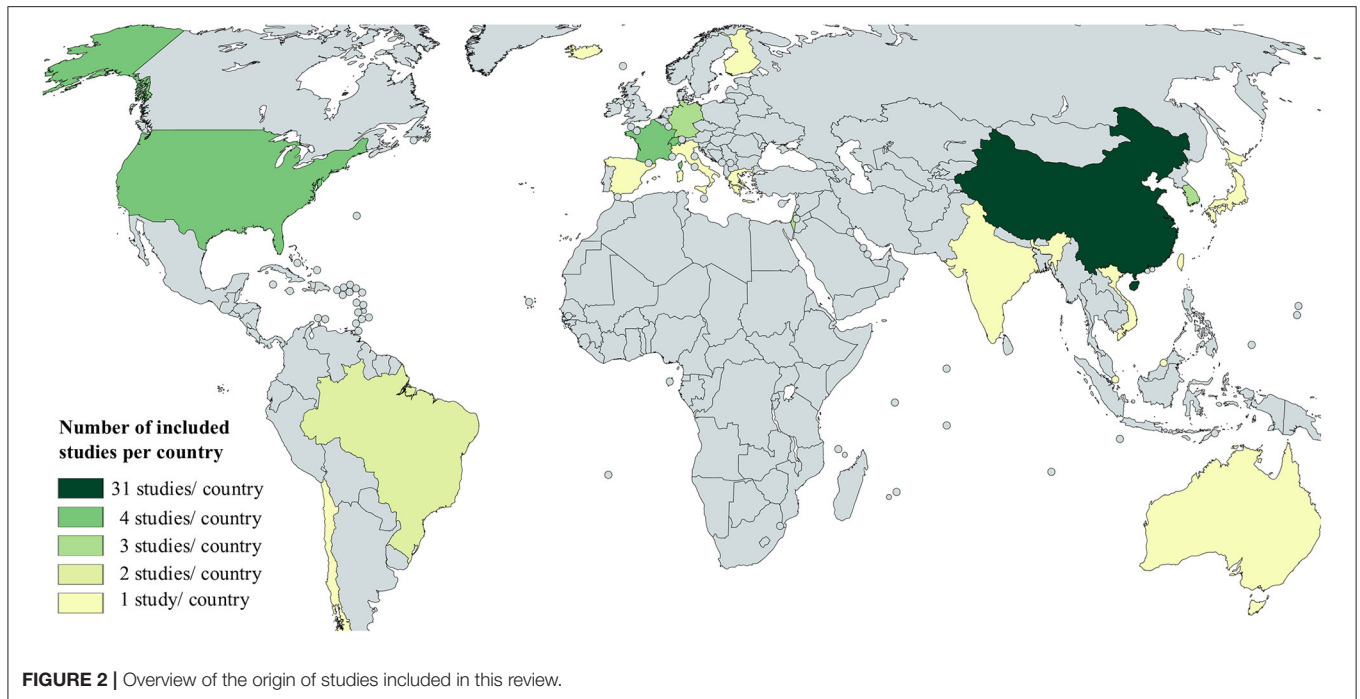 Number of included
studies per country
31 studies/ country
4 studies/ country
3 studies/ country
2 studies/ country
1 study/ country
FIGURE 2 | Overview of the origin of studies included in this review.